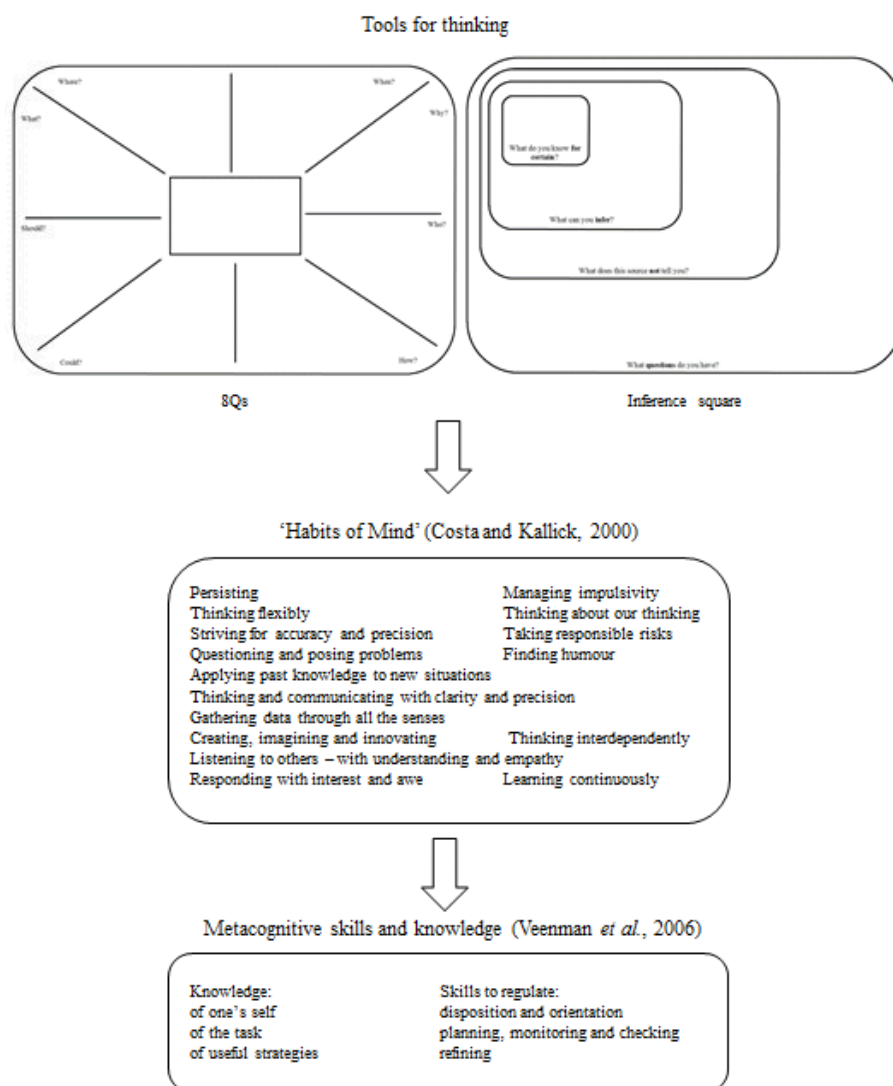 Tools for thinking
Where?
When?
What?
Why?
Should?
Who?
Could?
How?
What do you know for
certain?
What can you infer?
What does this source not tell you?
What questions do you have?
8Qs
Inference square
‘Habits of Mind’ (Costa and Kallick, 2000)
Persisting Managing impulsivity
Thinking flexibly Thinking about our thinking
Striving for accuracy and precision Taking responsible risks
Questioning and posing problems Finding humour
Applying past knowledge to new situations
Thinking and communicating with clarity and precision
Gathering data through all the senses
Creating, imagining and innovating Thinking interdependently
Listening to others – with understanding and empathy
Responding with interest and awe Learning continuously
Metacognitive skills and knowledge (Veenman et al., 2006)
Knowledge: Skills to regulate:
of one’s self disposition and orientation
of the task planning, monitoring and checking
of useful strategies refining